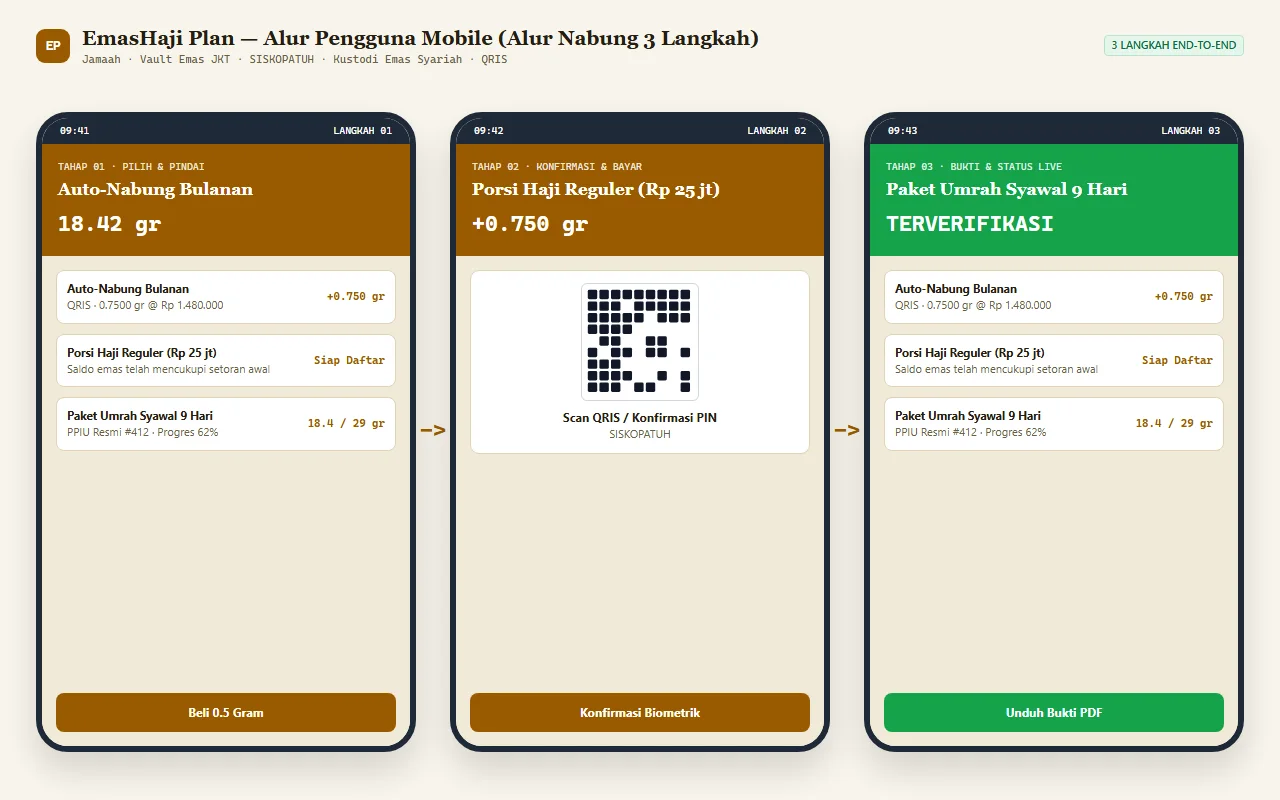 EP
EmasHaji Plan — Alur Pengguna Mobile (Alur Nabung 3 Langkah)
Jamaah · Vault Emas JKT · SISKOPATUH · Kustodi Emas Syariah · QRIS
3 LANGKAH END-TO-END
09:41 LANGKAH 01
TAHAP 01 · PILIH & PINDAI
Auto-Nabung Bulanan
18.42 gr
Auto-Nabung Bulanan
QRIS · 0.7500 gr @ Rp 1.480.000
+0.750 gr
Porsi Haji Reguler (Rp 25 jt)
Saldo emas telah mencukupi setoran awal
Siap Daftar
Paket Umrah Syawal 9 Hari
PPIU Resmi #412 · Progres 62%
18.4 / 29 gr
Beli 0.5 Gram
—>
09:42 LANGKAH 02
TAHAP 02 · KONFIRMASI & BAYAR
Porsi Haji Reguler (Rp 25 jt)
+0.750 gr
Scan QRIS / Konfirmasi PIN
SISKOPATUH
Konfirmasi Biometrik
—>
09:43 LANGKAH 03
TAHAP 03 · BUKTI & STATUS LIVE
Paket Umrah Syawal 9 Hari
TERVERIFIKASI
Auto-Nabung Bulanan
QRIS · 0.7500 gr @ Rp 1.480.000
+0.750 gr
Porsi Haji Reguler (Rp 25 jt)
Saldo emas telah mencukupi setoran awal
Siap Daftar
Paket Umrah Syawal 9 Hari
PPIU Resmi #412 · Progres 62%
18.4 / 29 gr
Unduh Bukti PDF